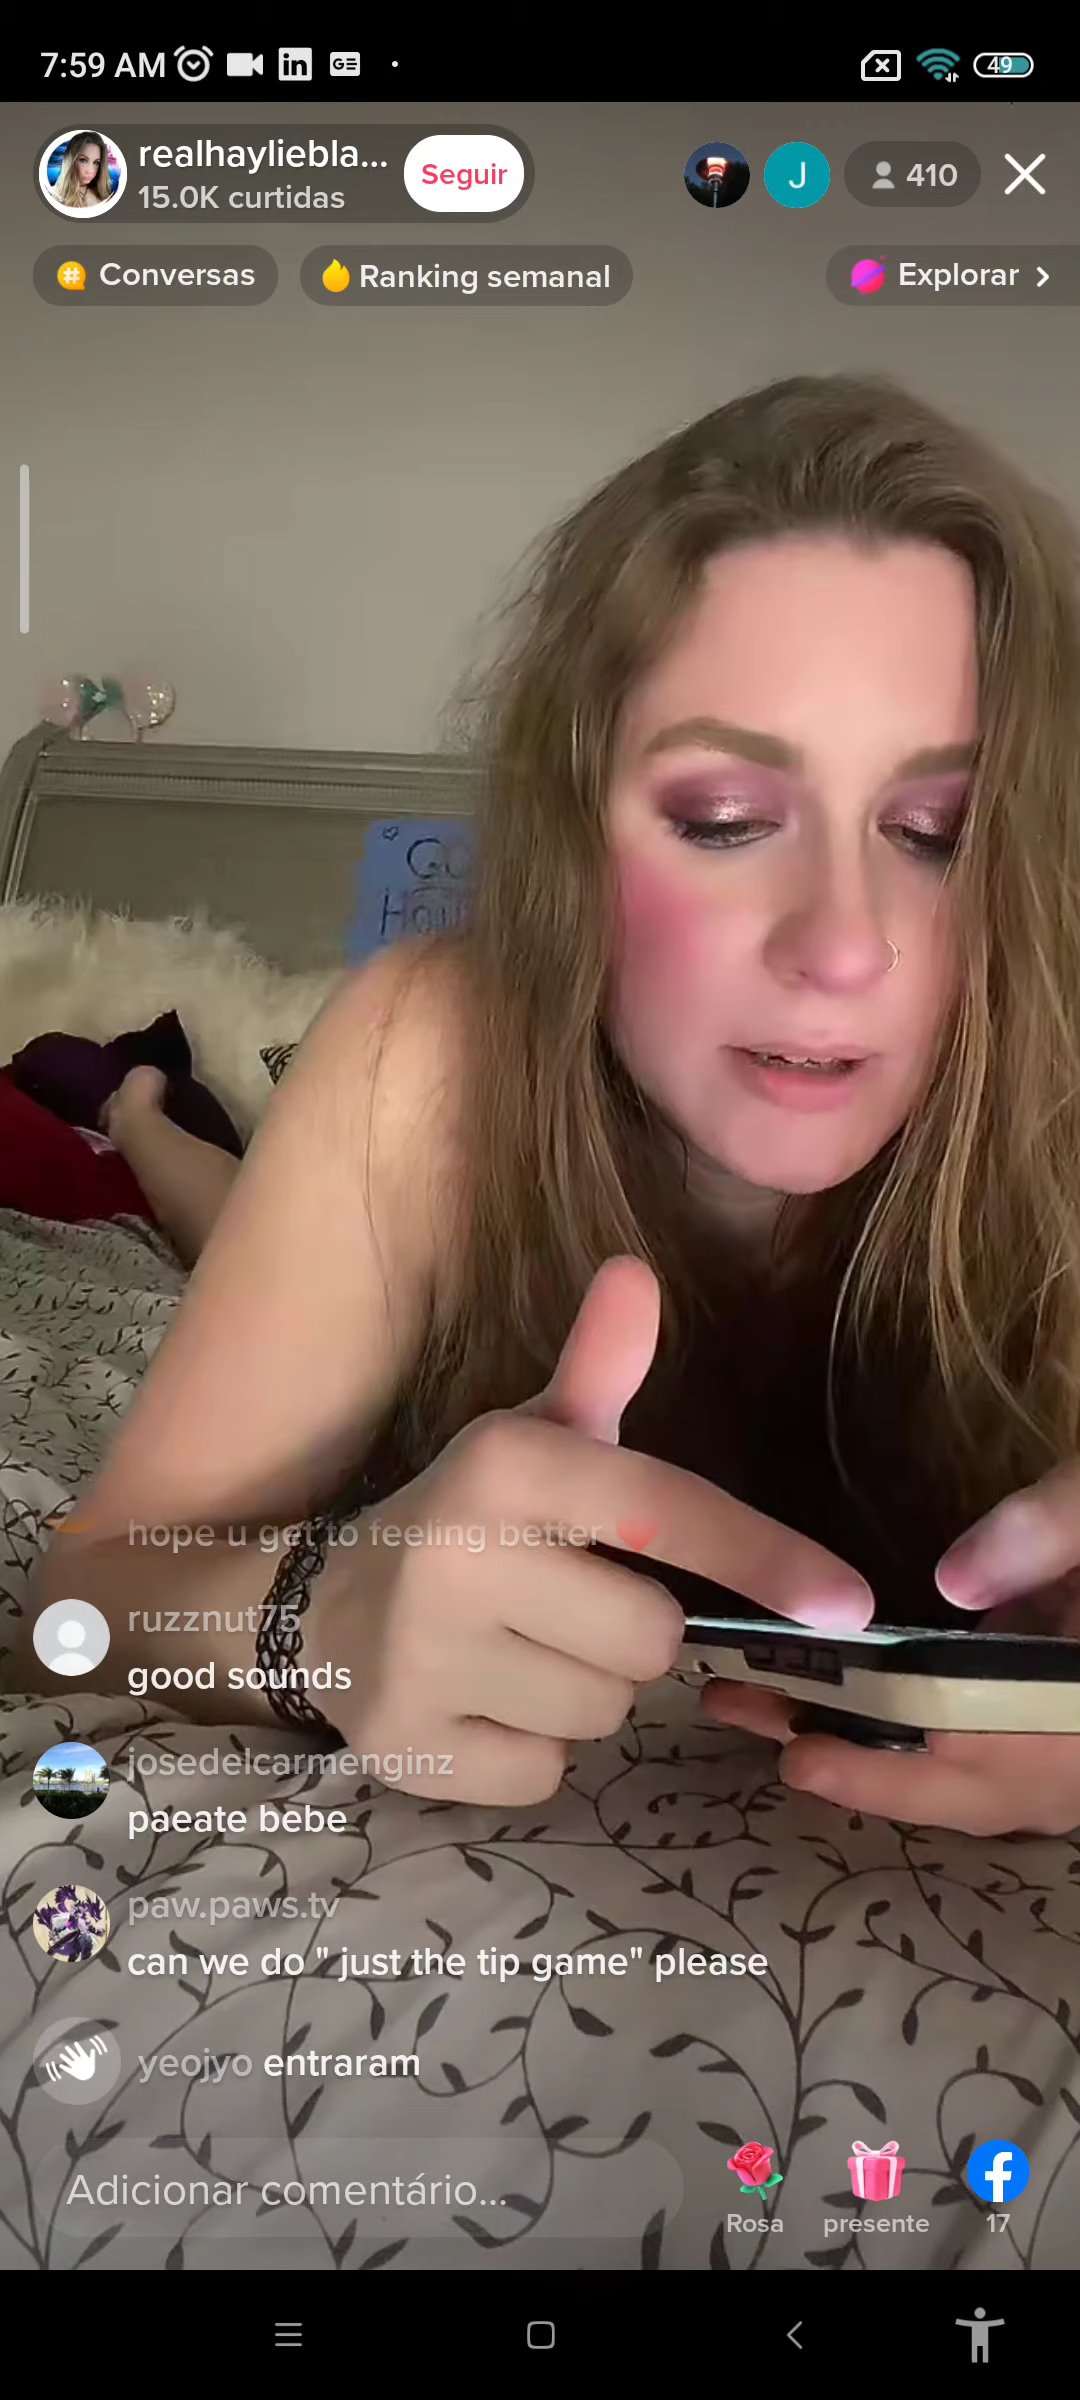 7:59 AM
49
realhayliebla...
15.0K curtidas
Seguir
J
410
Conversas
Ranking semanal
Explorar
GO
hope u get to feeling better ❤️
ruzznut75
good sounds
josedelcarmenginz
paeate bebe
paw.paws.tv
can we do " just the tip game" please
yeojyo entraram
Adicionar comentário...
Rosa
presente
17